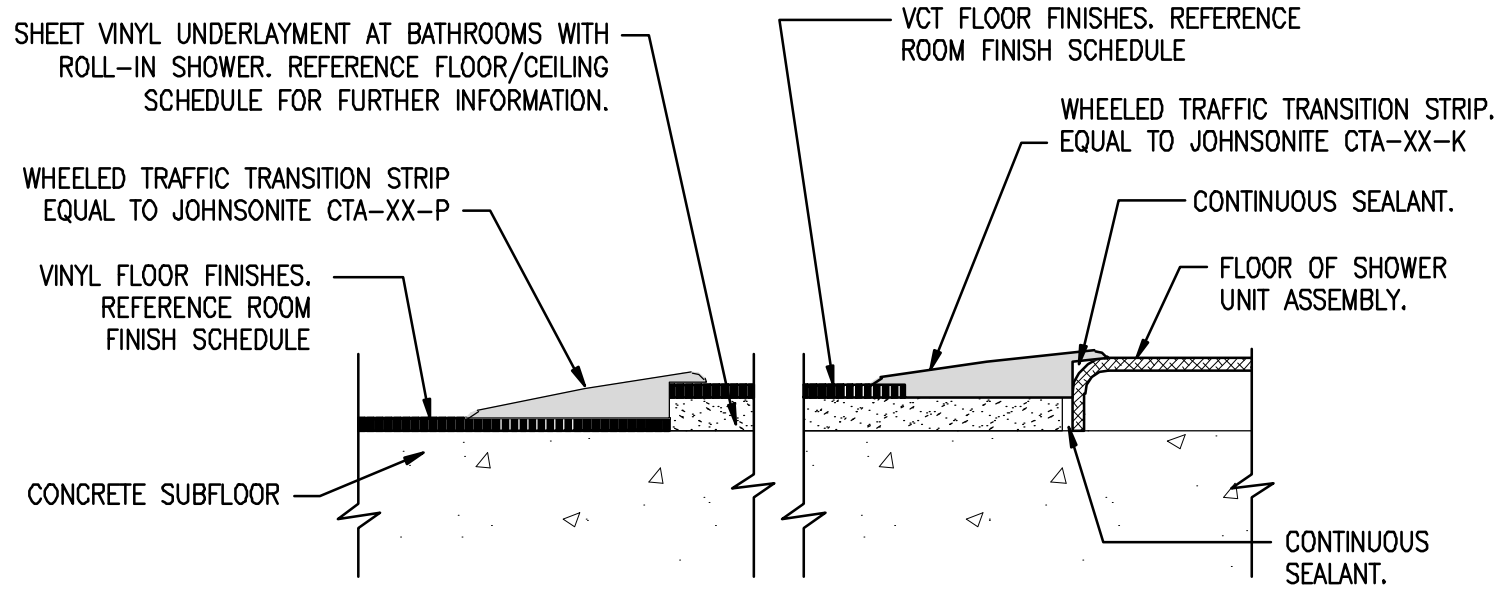 SHEET VINYL UNDERLAYMENT AT BATHROOMS WITH
ROLL-IN SHOWER. REFERENCE FLOOR/CEILING
SCHEDULE FOR FURTHER INFORMATION.
WHEELED TRAFFIC TRANSITION STRIP
EQUAL TO JOHNSONITE CTA-XX-P
VINYL FLOOR FINISHES.
REFERENCE ROOM
FINISH SCHEDULE
CONCRETE SUBFLOOR
VCT FLOOR FINISHES. REFERENCE
ROOM FINISH SCHEDULE
WHEELED TRAFFIC TRANSITION STRIP.
EQUAL TO JOHNSONITE CTA-XX-K
CONTINUOUS SEALANT.
FLOOR OF SHOWER
UNIT ASSEMBLY.
CONTINUOUS
SEALANT.